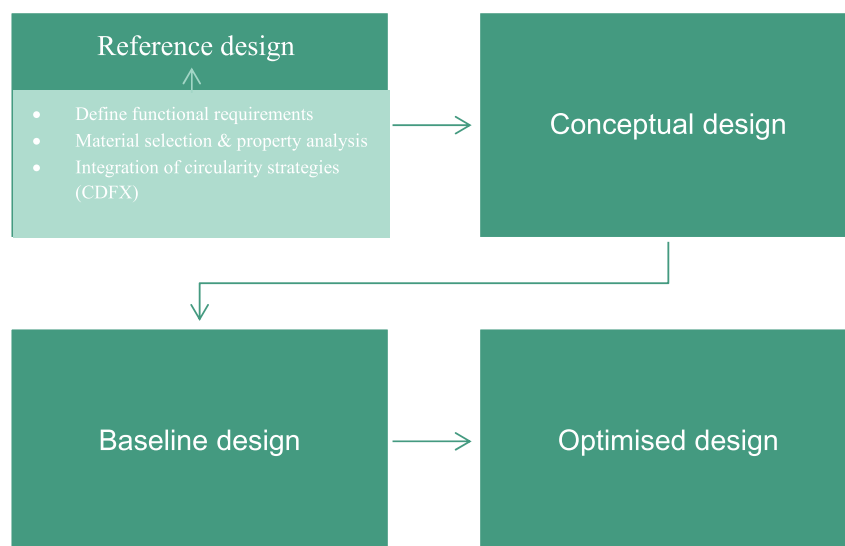 Reference design
• Define functional requirements
• Material selection & property analysis
• Integration of circularity strategies
(CDFX)
Conceptual design
Baseline design
Optimised design